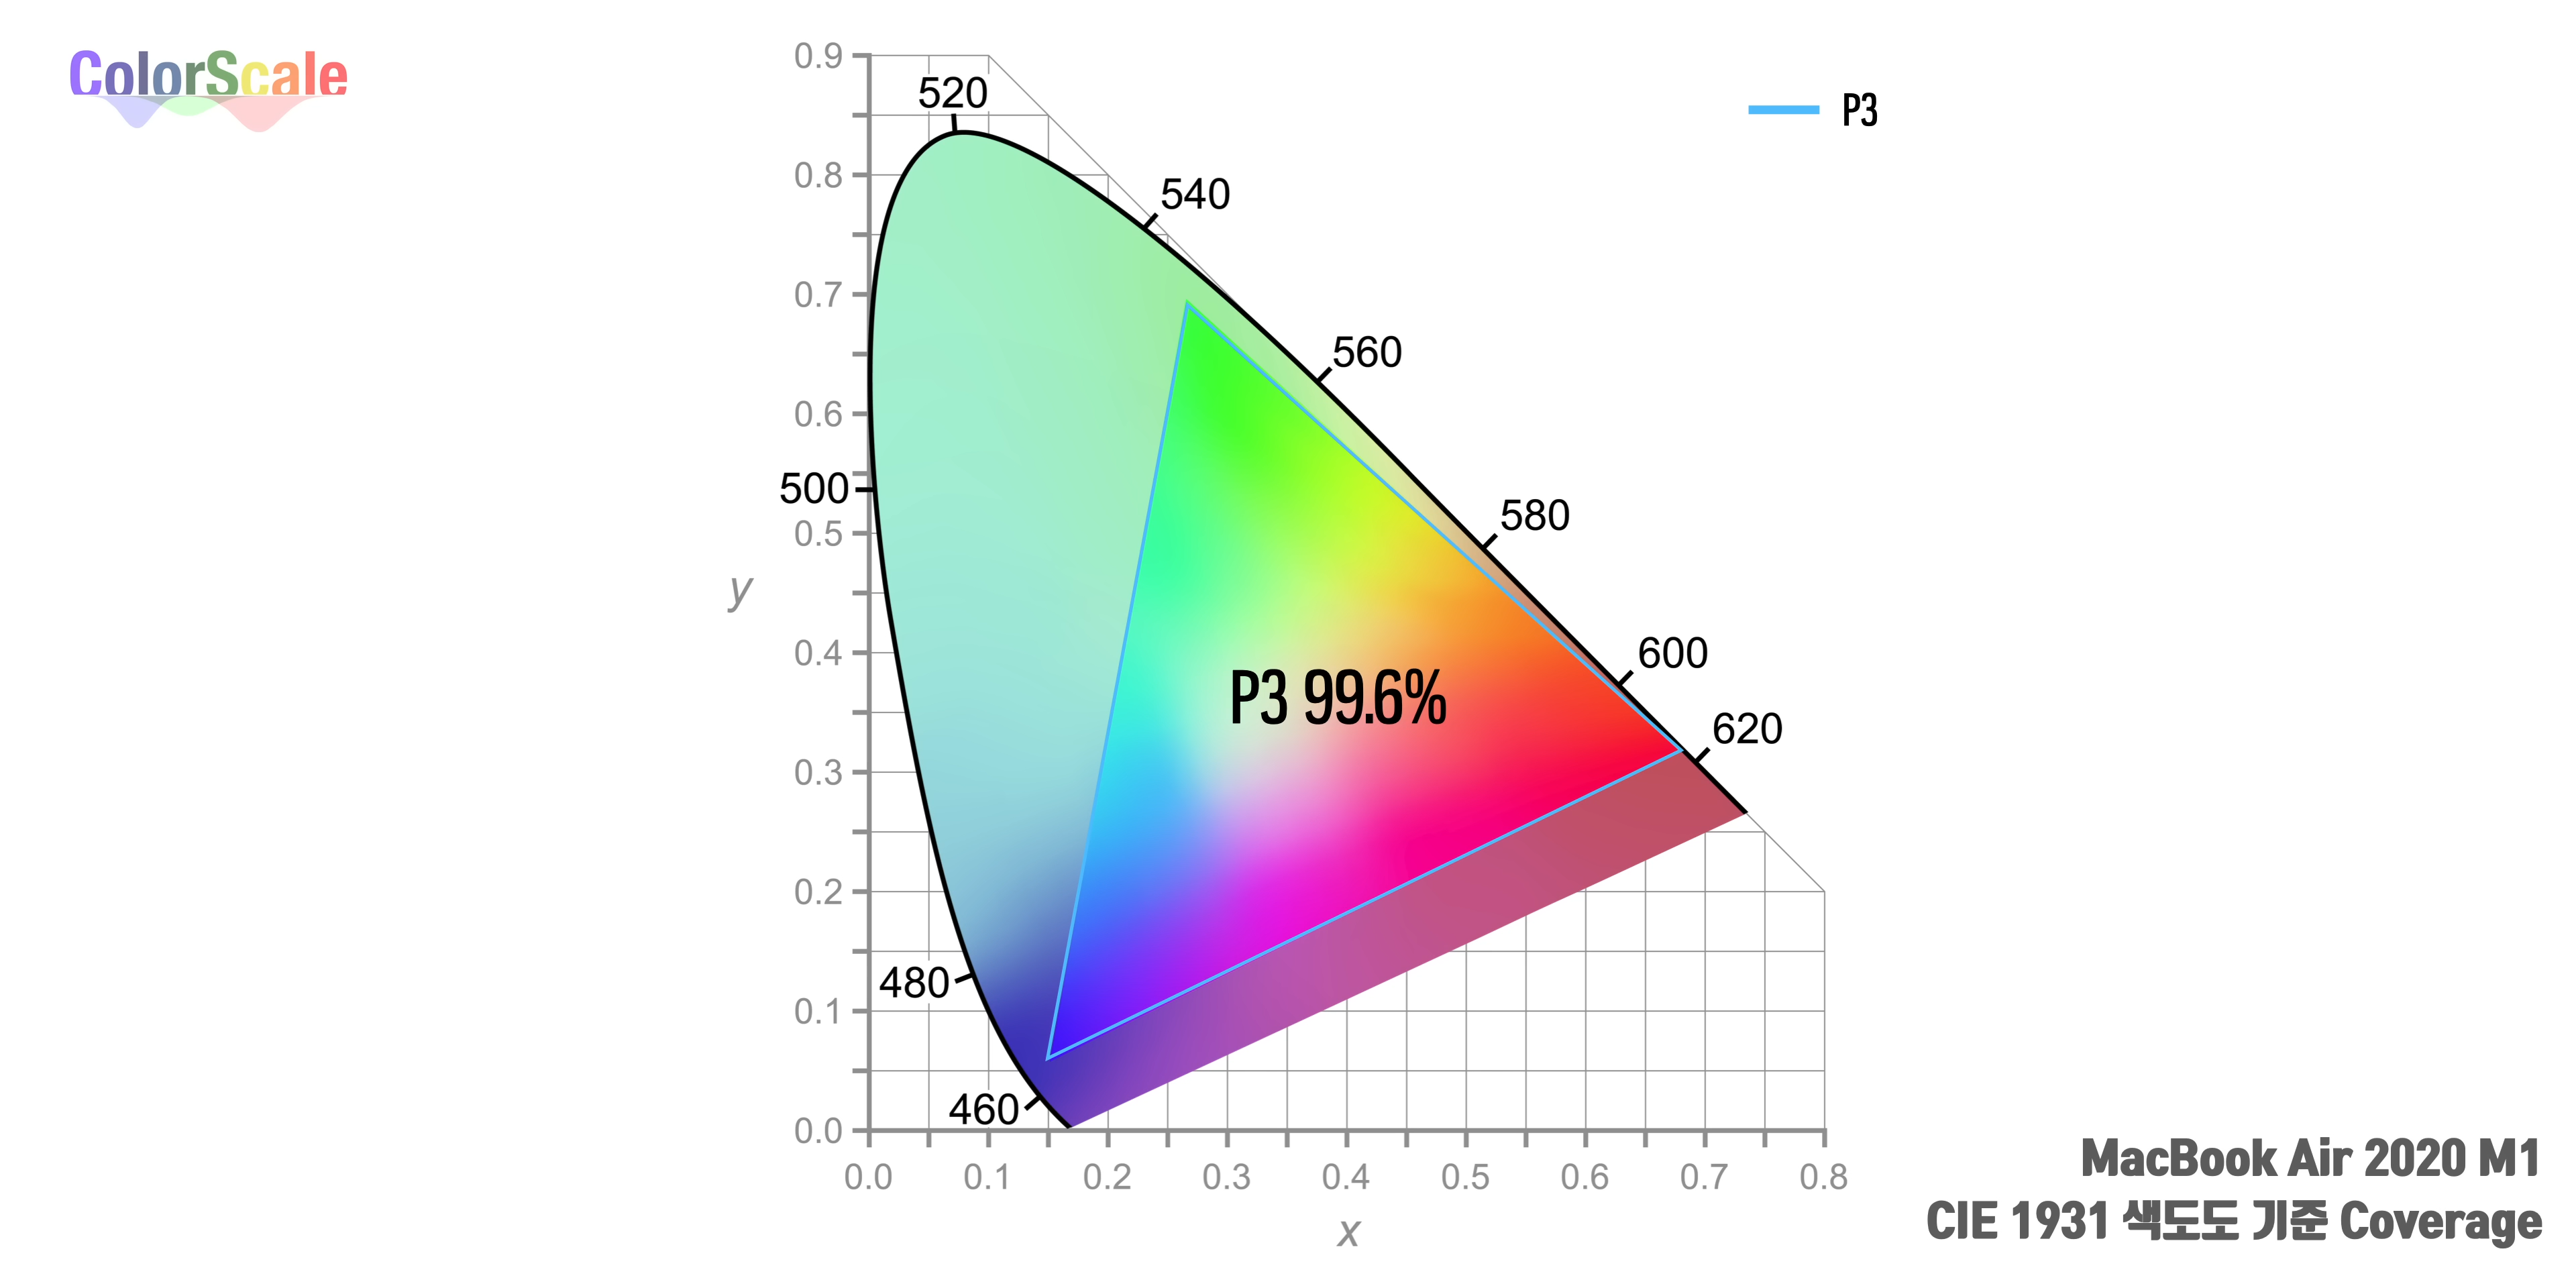 ColorScale
P3
0.9
0.8
0.7
0.6
0.5
0.4
0.3
0.2
0.1
0.0
y
520
540
560
580
600
620
500
480
460
P3 99.6%
0.0 0.1 0.2 0.3 0.4 0.5 0.6 0.7 0.8
x
MacBook Air 2020 M1
CIE 1931 색도도 기준 Coverage